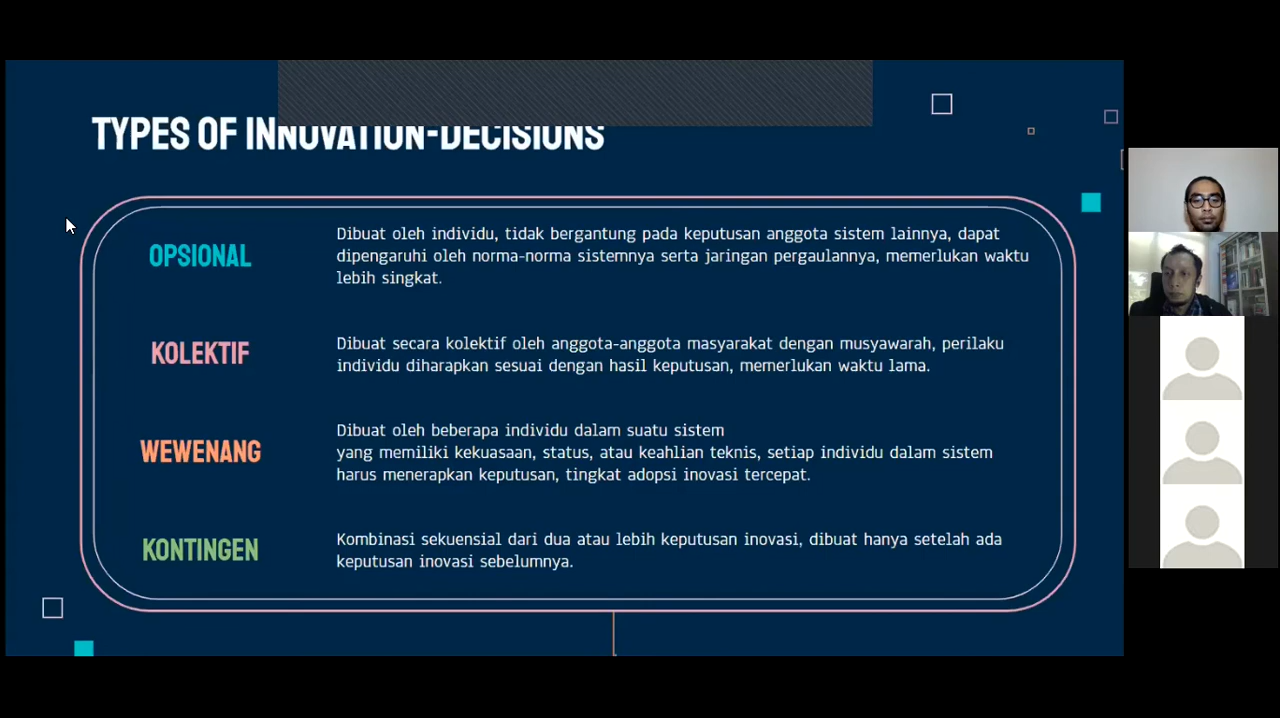 TYPES OF INNOVATION-DECISIONS
OPSIONAL
Dibuat oleh individu, tidak bergantung pada keputusan anggota sistem lainnya, dapat
dipengaruhi oleh norma-norma sistemnya serta jaringan pergaulannya, memerlukan waktu
lebih singkat.
KOLEKTIF
Dibuat secara kolektif oleh anggota-anggota masyarakat dengan musyawarah, perilaku
individu diharapkan sesuai dengan hasil keputusan, memerlukan waktu lama.
WEWENANG
Dibuat oleh beberapa individu dalam suatu sistem
yang memiliki kekuasaan, status, atau keahlian teknis, setiap individu dalam sistem
harus menerapkan keputusan, tingkat adopsi inovasi tercepat.
KONTINGEN
Kombinasi sekuensial dari dua atau lebih keputusan inovasi, dibuat hanya setelah ada
keputusan inovasi sebelumnya.